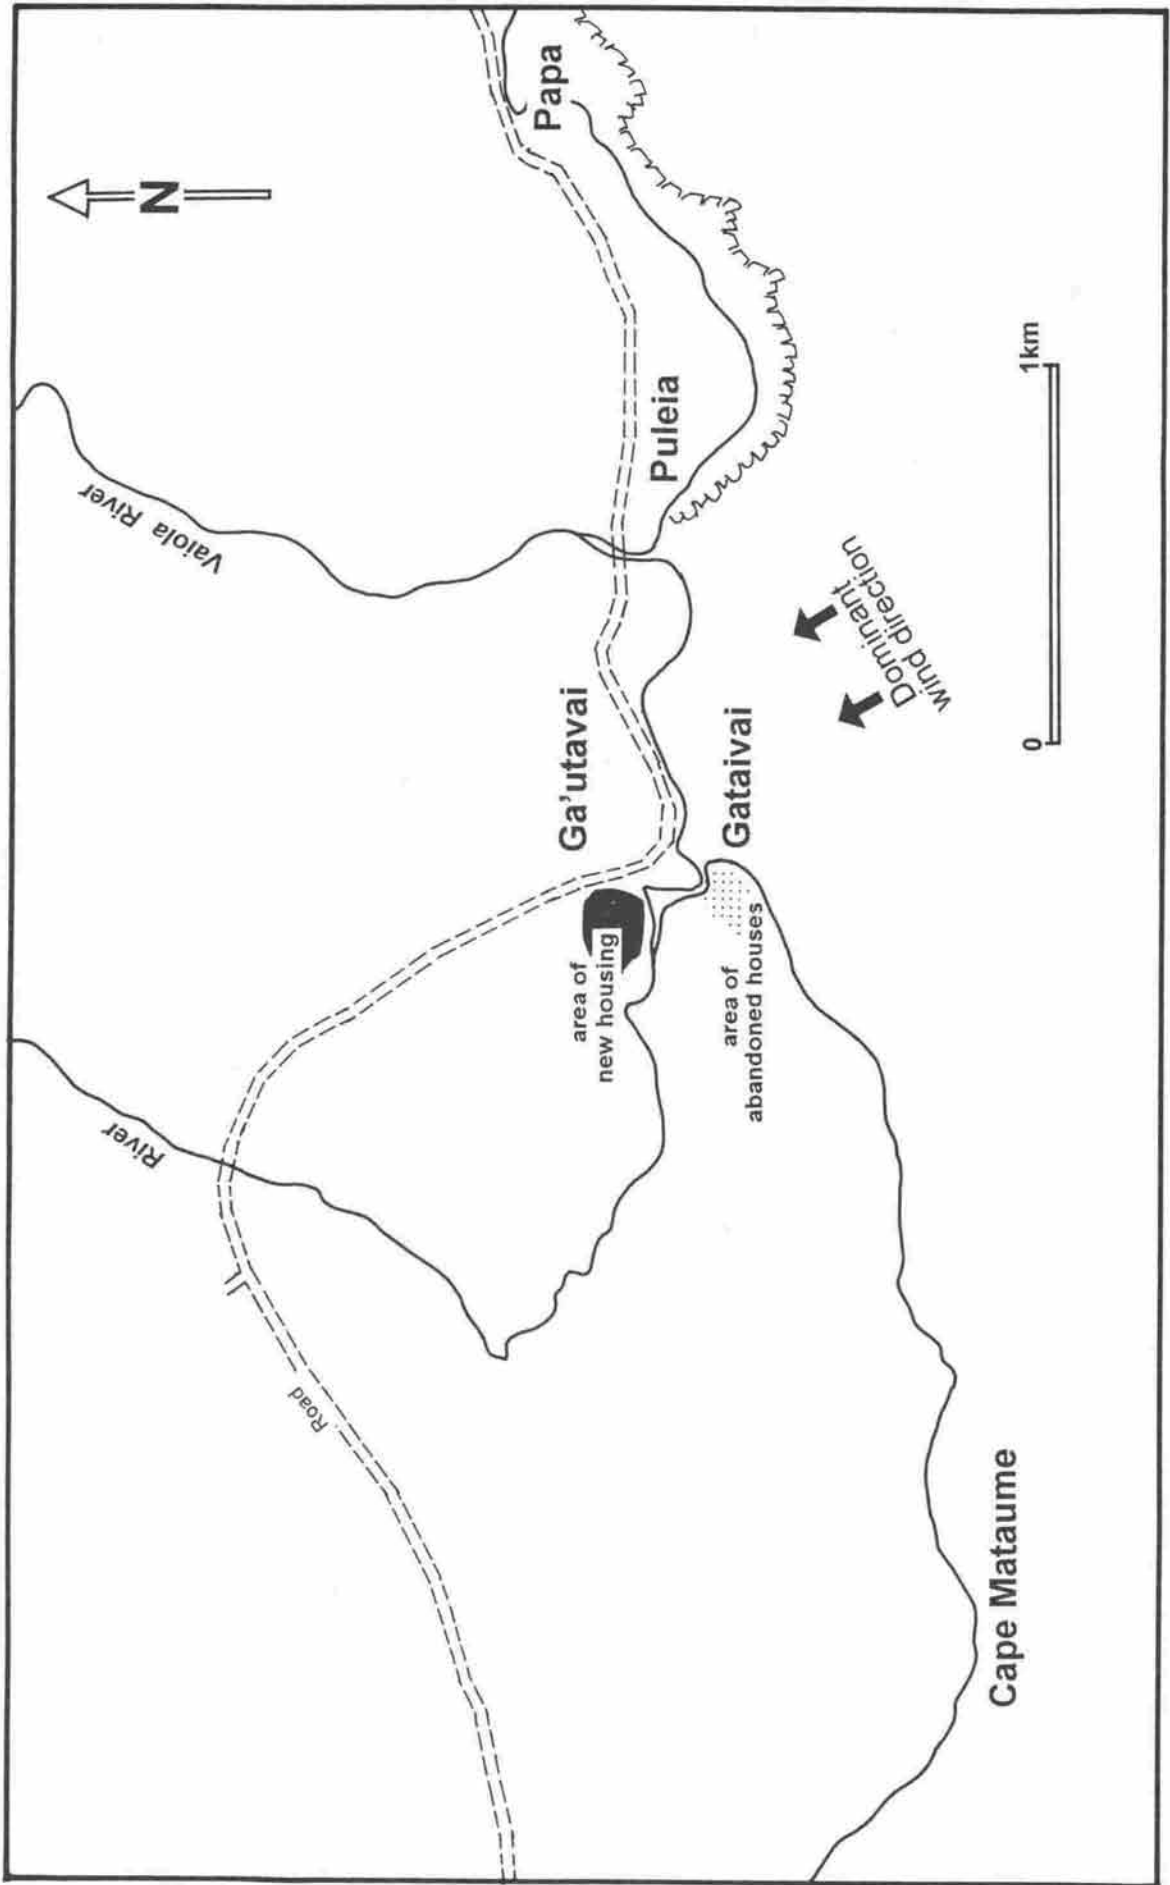 N
Papa
Vaiola River
Puleia
Dominant
wind direction
1km
0
Ga'utavai
Gataivai
area of
new housing
area of
abandoned houses
River
Road
Cape Mataume